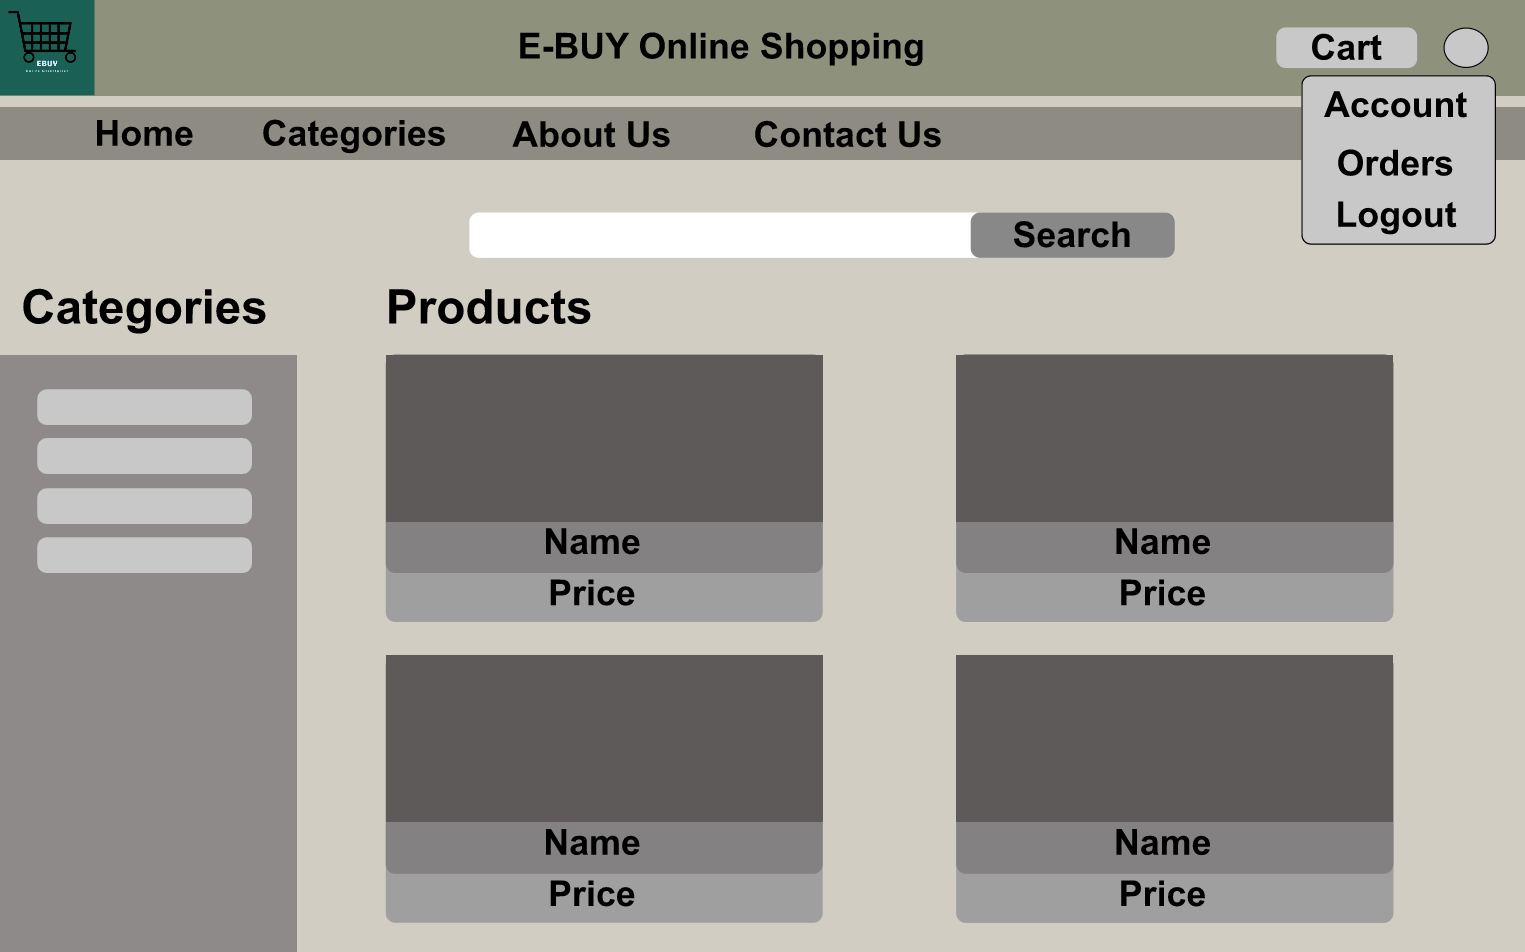 EBUY
E-BUY Online Shopping
Cart
Account
Orders
Logout
Home Categories About Us Contact Us
Search
Categories
Products
Name
Price
Name
Price
Name
Price
Name
Price